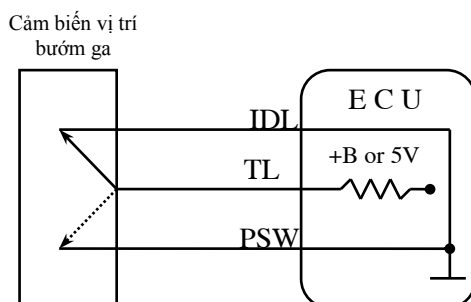 Cảm biến vị trí
bướm ga
E C U
IDL
+B or 5V
TL
PSW